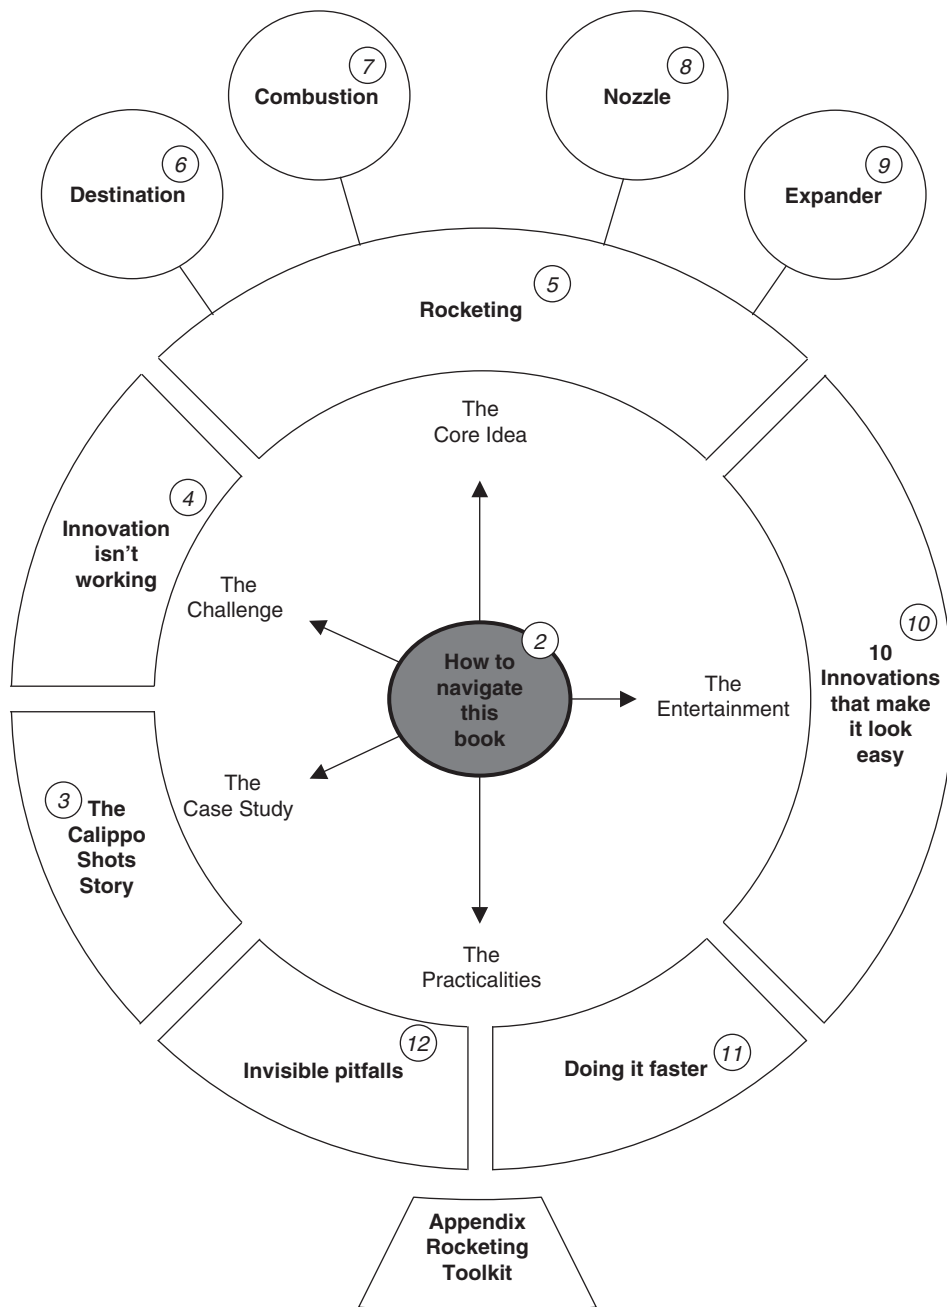 7
Combustion
8
Nozzle
6
Destination
9
Expander
5
Rocketing
The
Core Idea
4
Innovation
isn't
working
The
Challenge
2
How to
navigate
this
book
The
Entertainment
10
10
Innovations
that make
it look
easy
The
Case Study
3
The
Calippo
Shots
Story
The
Practicalities
12
Invisible pitfalls
11
Doing it faster
Appendix
Rocketing
Toolkit